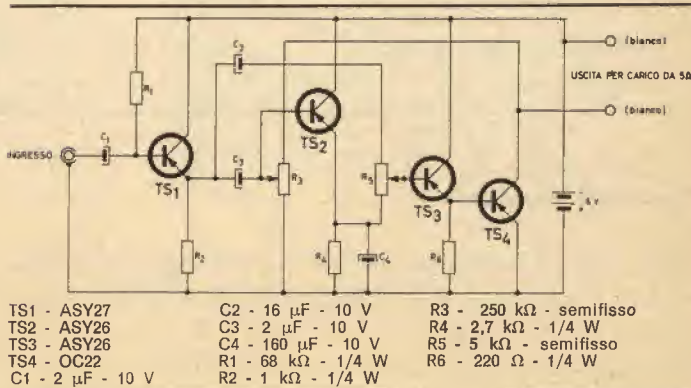 R1
C1
INGRESSO
TS1
C2
C3
R2
R3
TS2
R4
C4
R5
TS3
R6
TS4
6 V
(bianco)
USCITA PER CARICO DA 5Ω
(bianco)
TS1 - ASY27
TS2 - ASY26
TS3 - ASY26
TS4 - OC22
C1 - 2 μF - 10 V
C2 - 16 μF - 10 V
C3 - 2 μF - 10 V
C4 - 160 μF - 10 V
R1 - 68 kΩ - 1/4 W
R2 - 1 kΩ - 1/4 W
R3 - 250 kΩ - semifisso
R4 - 2,7 kΩ - 1/4 W
R5 - 5 kΩ - semifisso
R6 - 220 Ω - 1/4 W